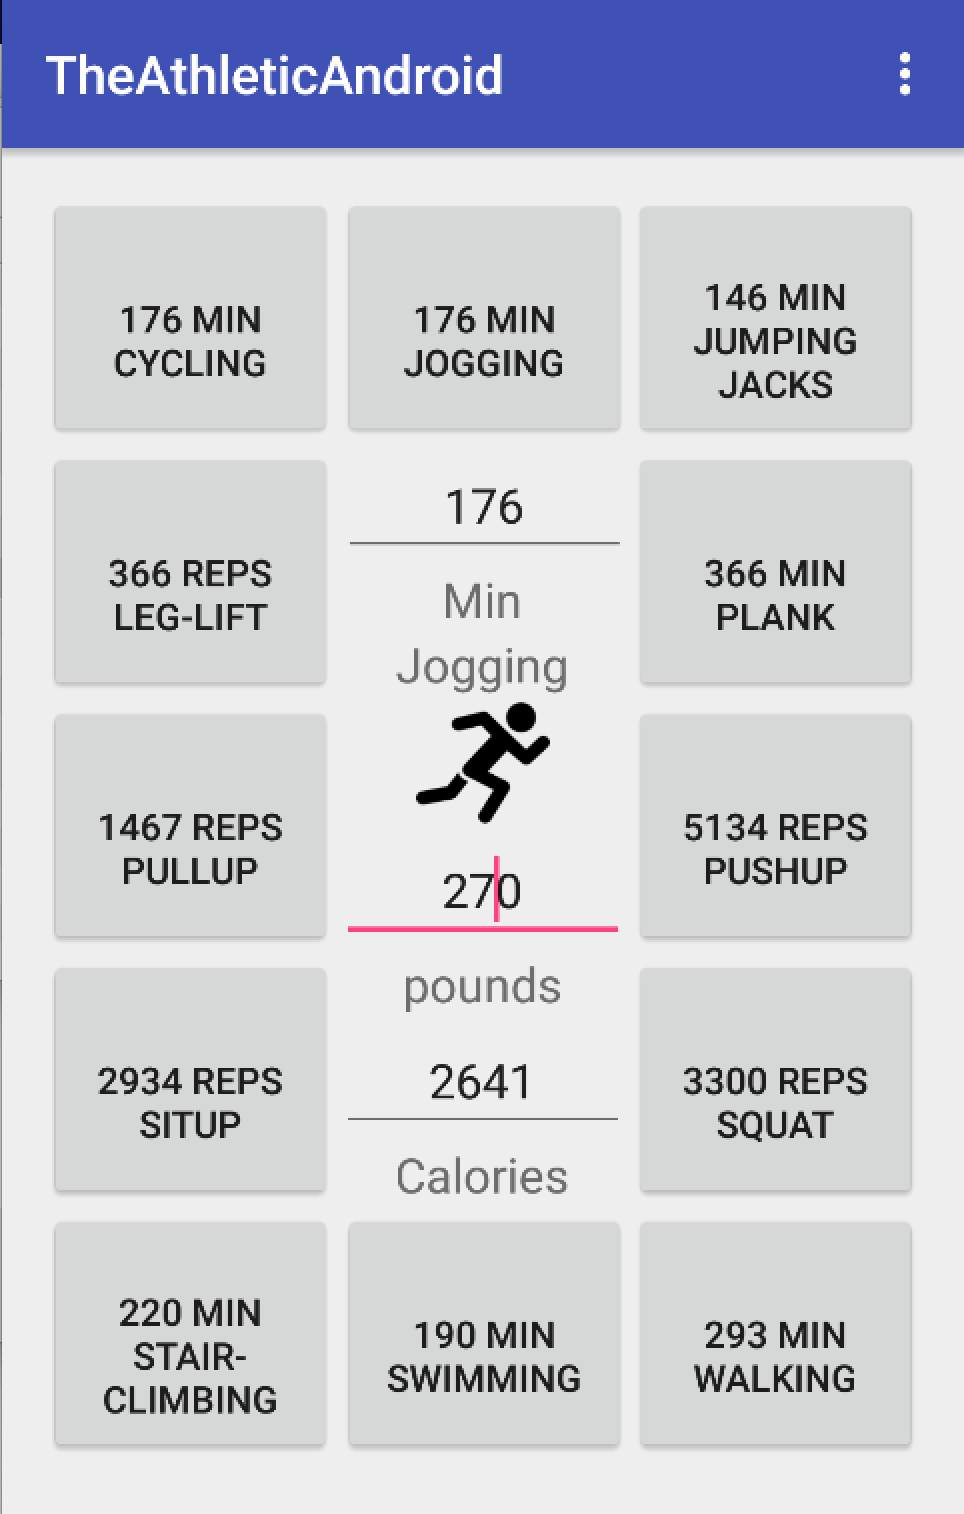 TheAthleticAndroid
176 MIN
CYCLING
176 MIN
JOGGING
146 MIN
JUMPING
JACKS
366 REPS
LEG-LIFT
176
Min
Jogging
366 MIN
PLANK
1467 REPS
PULLUP
270
pounds
5134 REPS
PUSHUP
2934 REPS
SITUP
2641
Calories
3300 REPS
SQUAT
220 MIN
STAIR-
CLIMBING
190 MIN
SWIMMING
293 MIN
WALKING